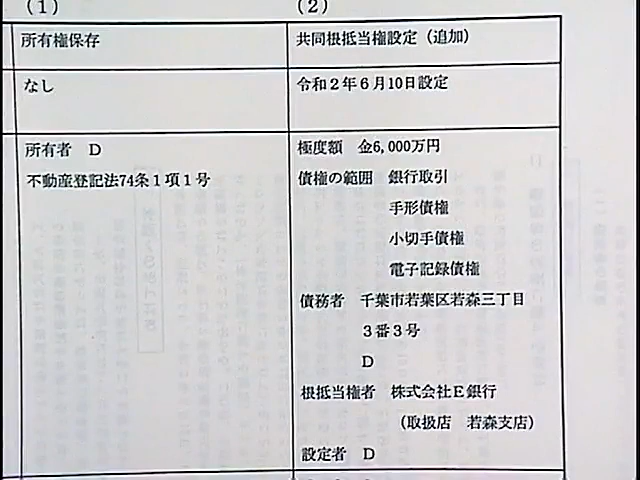 (1)
(2)
所有権保存
共同根抵当権設定（追加）
なし
令和２年６月10日設定
所有者　D
不動産登記法74条１項１号
極度額　金6,000万円
債権の範囲　銀行取引
手形債権
小切手債権
電子記録債権
債務者　千葉市若葉区若森三丁目
３番３号
D
根抵当権者　株式会社Ｅ銀行
（取扱店　若森支店）
設定者　D